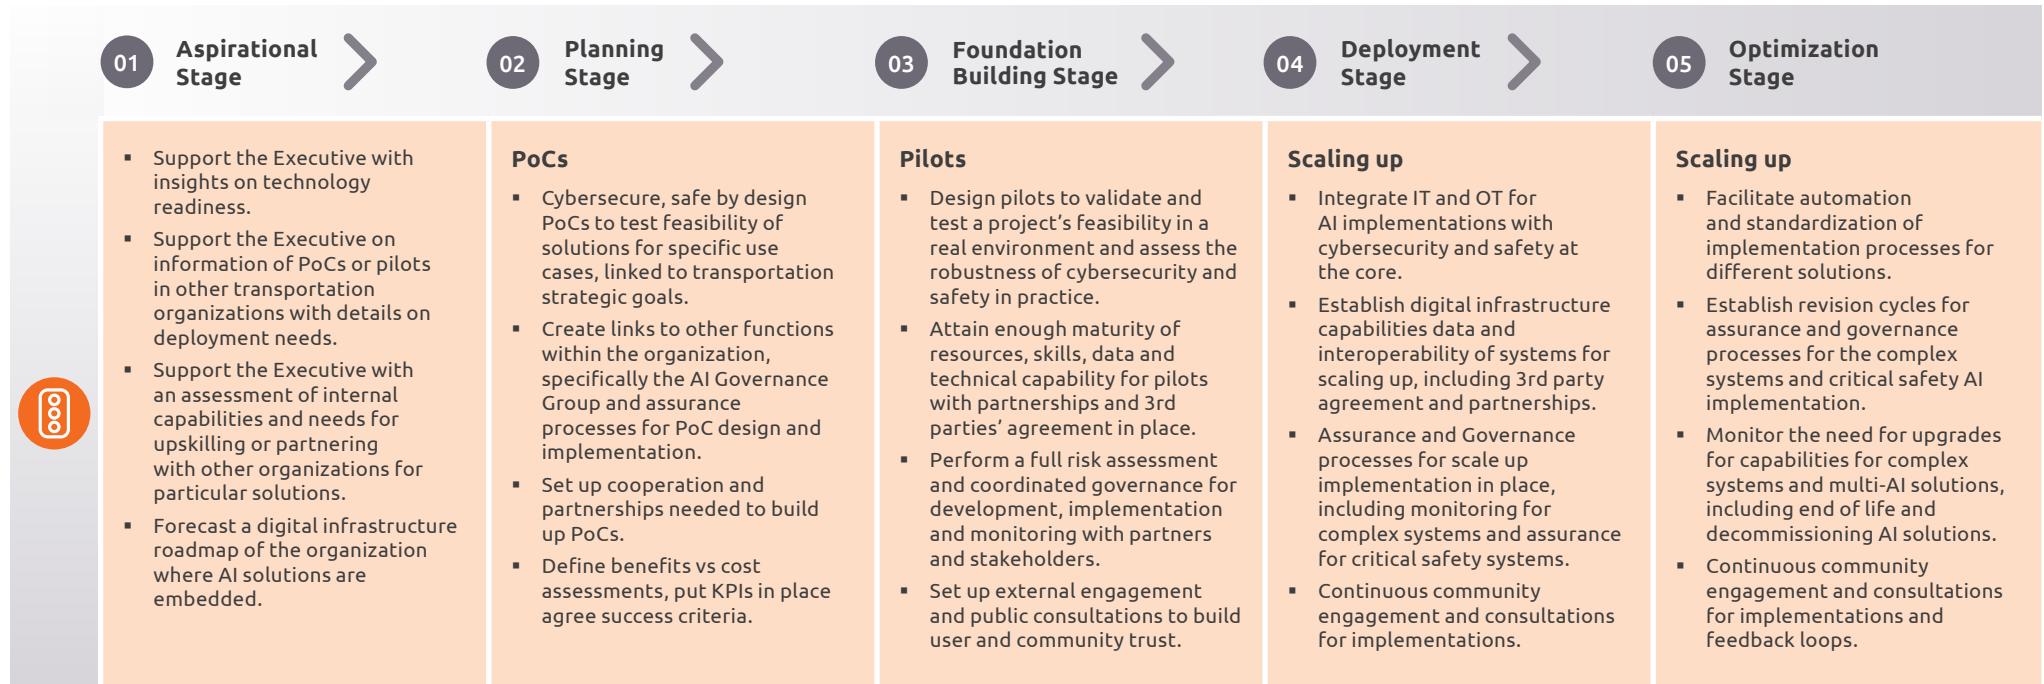 01
Aspirational
Stage
02
Planning
Stage
03
Foundation
Building Stage
04
Deployment
Stage
05
Optimization
Stage
▪ Support the Executive with
insights on technology
readiness.
▪ Support the Executive on
information of PoCs or pilots
in other transportation
organizations with details on
deployment needs.
▪ Support the Executive with
an assessment of internal
capabilities and needs for
upskilling or partnering
with other organizations for
particular solutions.
▪ Forecast a digital infrastructure
roadmap of the organization
where AI solutions are
embedded.
PoCs
▪ Cybersecure, safe by design
PoCs to test feasibility of
solutions for specific use
cases, linked to transportation
strategic goals.
▪ Create links to other functions
within the organization,
specifically the AI Governance
Group and assurance
processes for PoC design and
implementation.
▪ Set up cooperation and
partnerships needed to build
up PoCs.
▪ Define benefits vs cost
assessments, put KPIs in place
agree success criteria.
Pilots
▪ Design pilots to validate and
test a project’s feasibility in a
real environment and assess the
robustness of cybersecurity and
safety in practice.
▪ Attain enough maturity of
resources, skills, data and
technical capability for pilots
with partnerships and 3rd
parties’ agreement in place.
▪ Perform a full risk assessment
and coordinated governance for
development, implementation
and monitoring with partners
and stakeholders.
▪ Set up external engagement
and public consultations to build
user and community trust.
Scaling up
▪ Integrate IT and OT for
AI implementations with
cybersecurity and safety at
the core.
▪ Establish digital infrastructure
capabilities data and
interoperability of systems for
scaling up, including 3rd party
agreement and partnerships.
▪ Assurance and Governance
processes for scale up
implementation in place,
including monitoring for
complex systems and assurance
for critical safety systems.
▪ Continuous community
engagement and consultations
for implementations.
Scaling up
▪ Facilitate automation
and standardization of
implementation processes for
different solutions.
▪ Establish revision cycles for
assurance and governance
processes for the complex
systems and critical safety AI
implementation.
▪ Monitor the need for upgrades
for capabilities for complex
systems and multi-AI solutions,
including end of life and
decommissioning AI solutions.
▪ Continuous community
engagement and consultations
for implementations and
feedback loops.